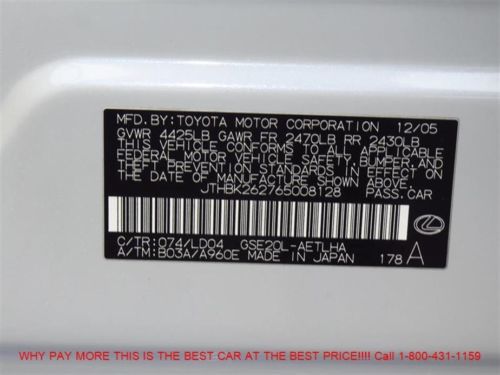 MFD.BY: TOYOTA MOTOR CORPORATION 12/05
GVWR 4425LB GAWR FR 2470LB RR 2430LB
THIS VEHICLE CONFORMS TO ALL APPLICABLE
FEDERAL MOTOR VEHICLE SAFETY, BUMPER, AND
THEFT PREVENTION STANDARDS IN EFFECT ON THE DATE OF
MANUFACTURE SHOWN ABOVE.
JTHBK262765008128 PASS.CAR
C/TR: 074/LD04 GSE20L-AETLHA
A/TM: B03A/A960E MADE IN JAPAN 178 A
WHY PAY MORE THIS IS THE BEST CAR AT THE BEST PRICE!!!! Call 1-800-431-1159